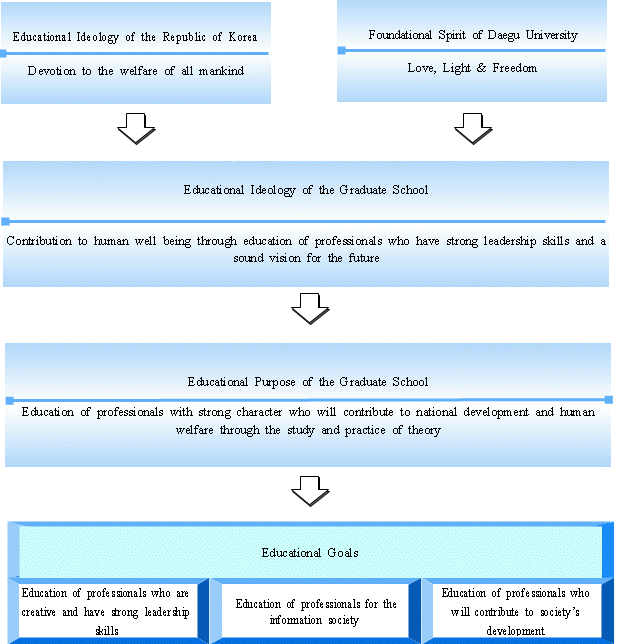 Educational Ideology of the Republic of Korea
Devotion to the welfare of all mankind
Foundational Spirit of Daegu University
Love, Light & Freedom
Educational Ideology of the Graduate School
Contribution to human well being through education of professionals who have strong leadership skills and a
sound vision for the future
Educational Purpose of the Graduate School
Education of professionals with strong character who will contribute to national development and human
welfare through the study and practice of theory
Educational Goals
Education of professionals who are
creative and have strong leadership
skills
Education of professionals for the
information society
Education of professionals who
will contribute to society's
development